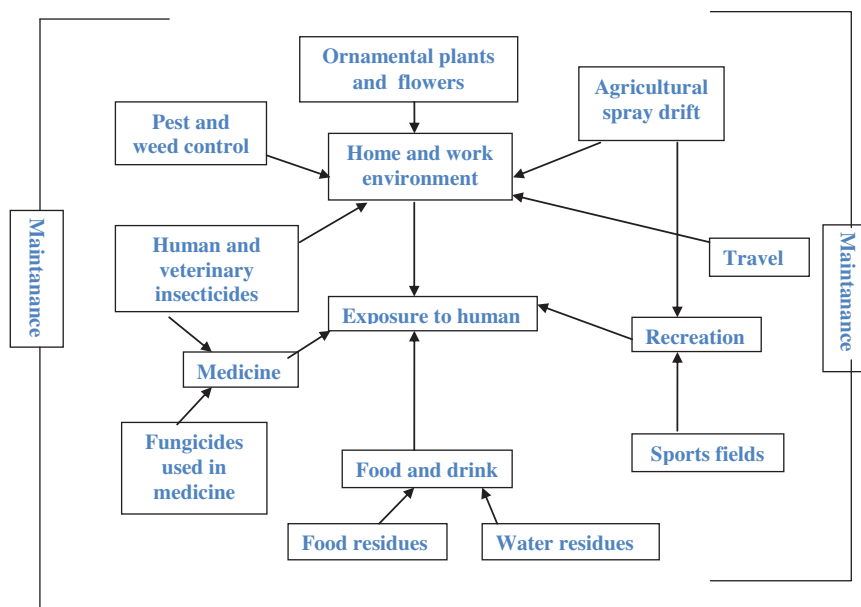 Ornamental plants
and flowers
Agricultural
spray drift
Pest and
weed control
Home and work
environment
Maintanance
Human and
veterinary
insecticides
Travel
Maintanance
Exposure to human
Recreation
Medicine
Fungicides
used in
medicine
Food and drink
Sports fields
Food residues
Water residues